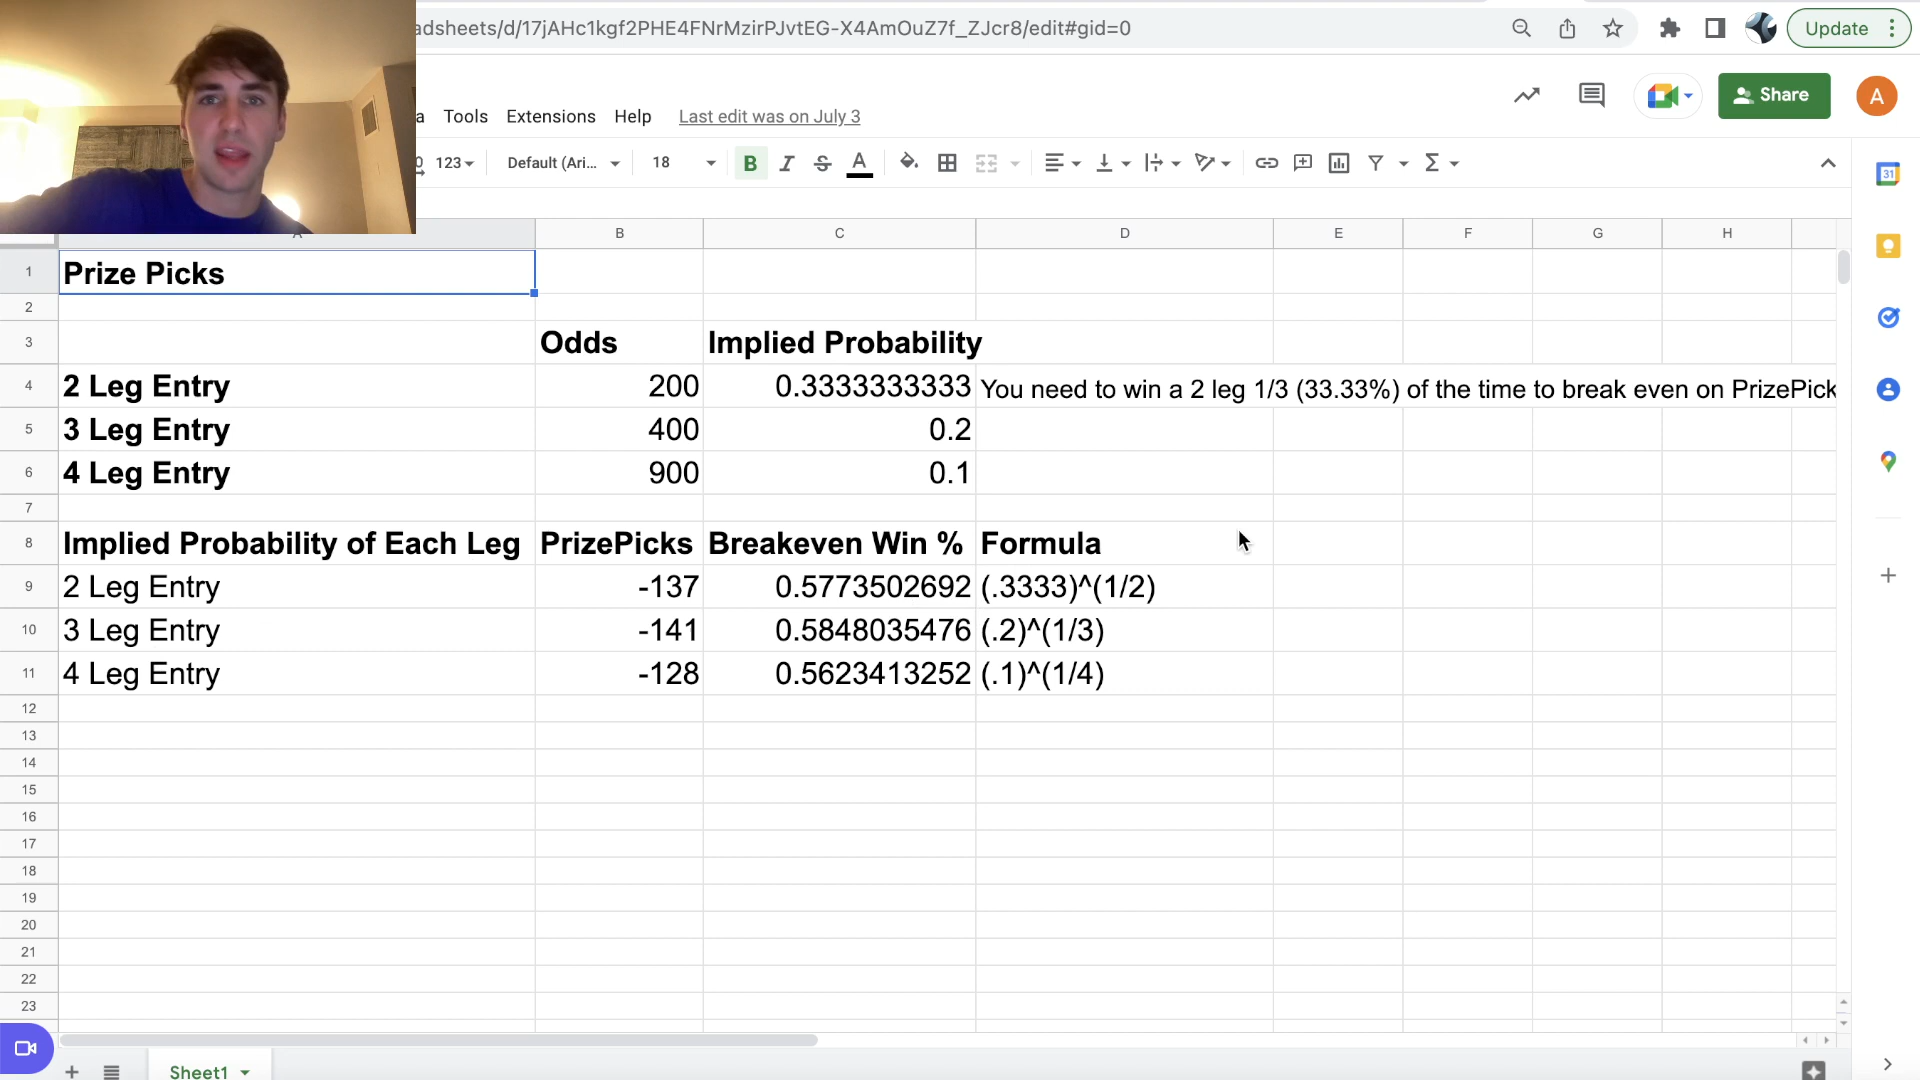 adsheets/d/17jAHc1kgf2PHE4FNrMzirPJvtEG-X4AmOuZ7f_ZJcr8/edit#gid=0
Update
a Tools Extensions Help Last edit was on July 3
Share
A
123 Default (Ari... 18 B I S A
31
A B C D E F G H
1 Prize Picks
2
3 Odds Implied Probability
4 2 Leg Entry 200 0.3333333333 You need to win a 2 leg 1/3 (33.33%) of the time to break even on PrizePick
5 3 Leg Entry 400 0.2
6 4 Leg Entry 900 0.1
7
8 Implied Probability of Each Leg PrizePicks Breakeven Win % Formula
9 2 Leg Entry -137 0.5773502692 (.3333)^(1/2)
10 3 Leg Entry -141 0.5848035476 (.2)^(1/3)
11 4 Leg Entry -128 0.5623413252 (.1)^(1/4)
12
13
14
15
16
17
18
19
20
21
22
23
Sheet1